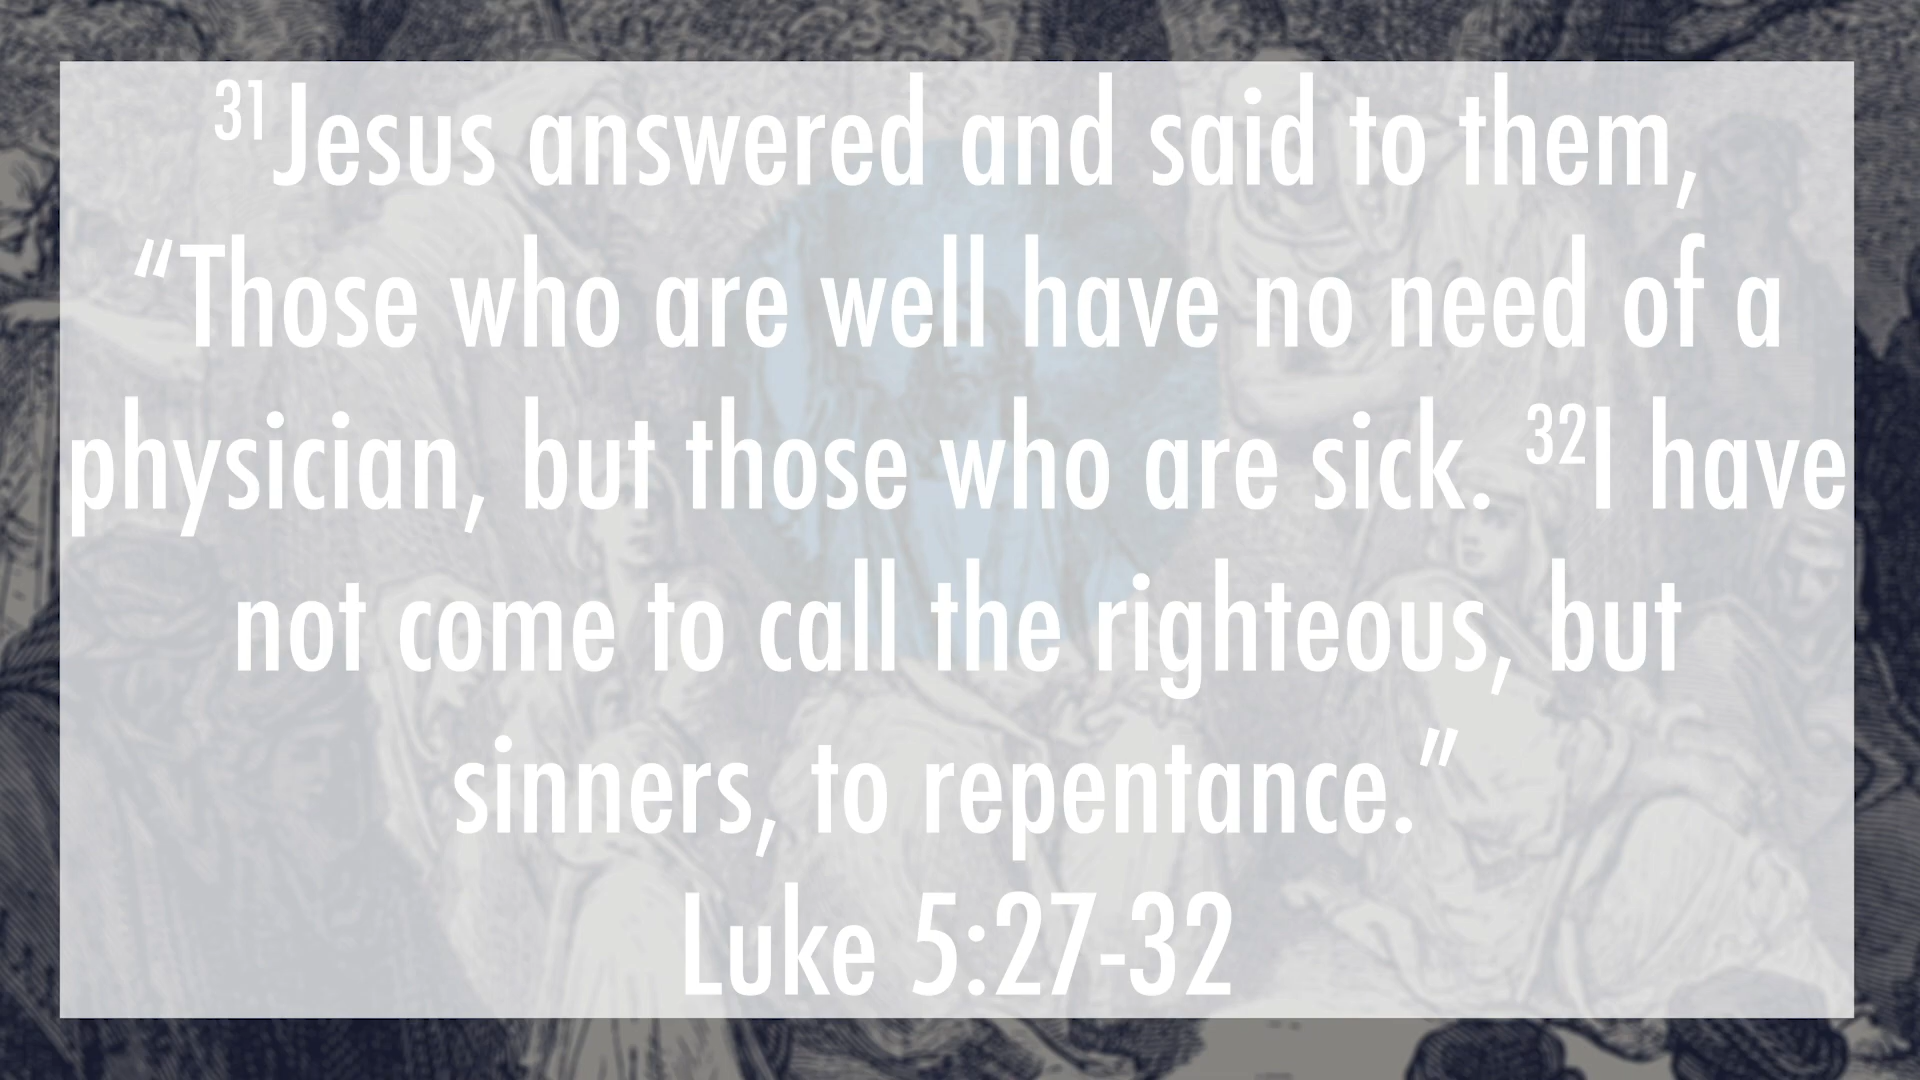 ³¹Jesus answered and said to them,
“Those who are well have no need of a
physician, but those who are sick. ³²I have
not come to call the righteous, but
sinners, to repentance.”
Luke 5:27-32